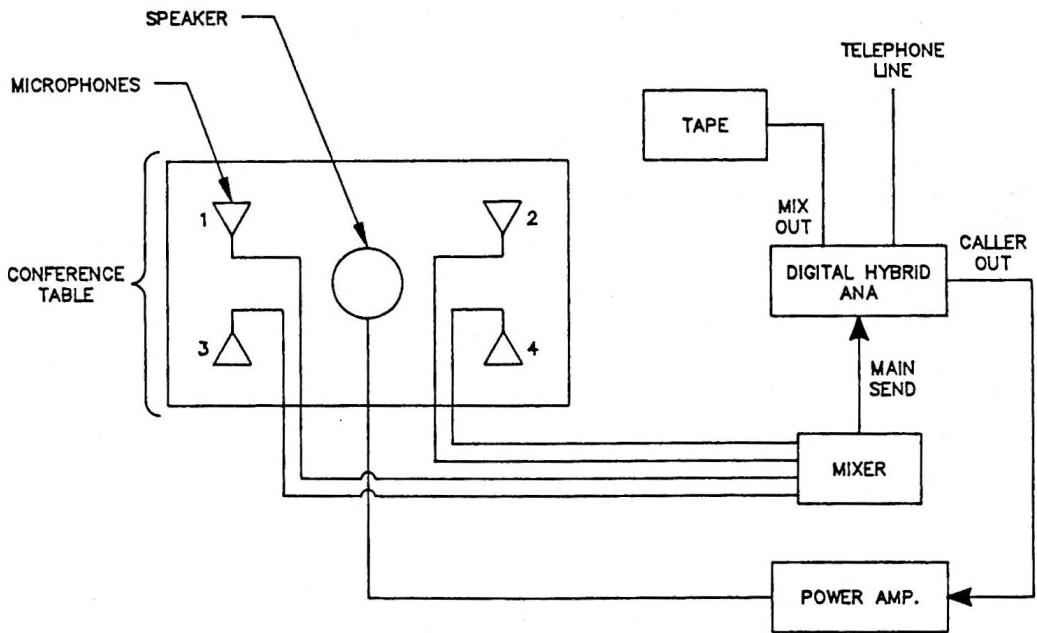 SPEAKER
MICROPHONES
TELEPHONE
LINE
TAPE
1
2
MIX
OUT
CALLER
OUT
CONFERENCE
TABLE
DIGITAL HYBRID
ANA
3
4
MAIN
SEND
MIXER
POWER AMP.